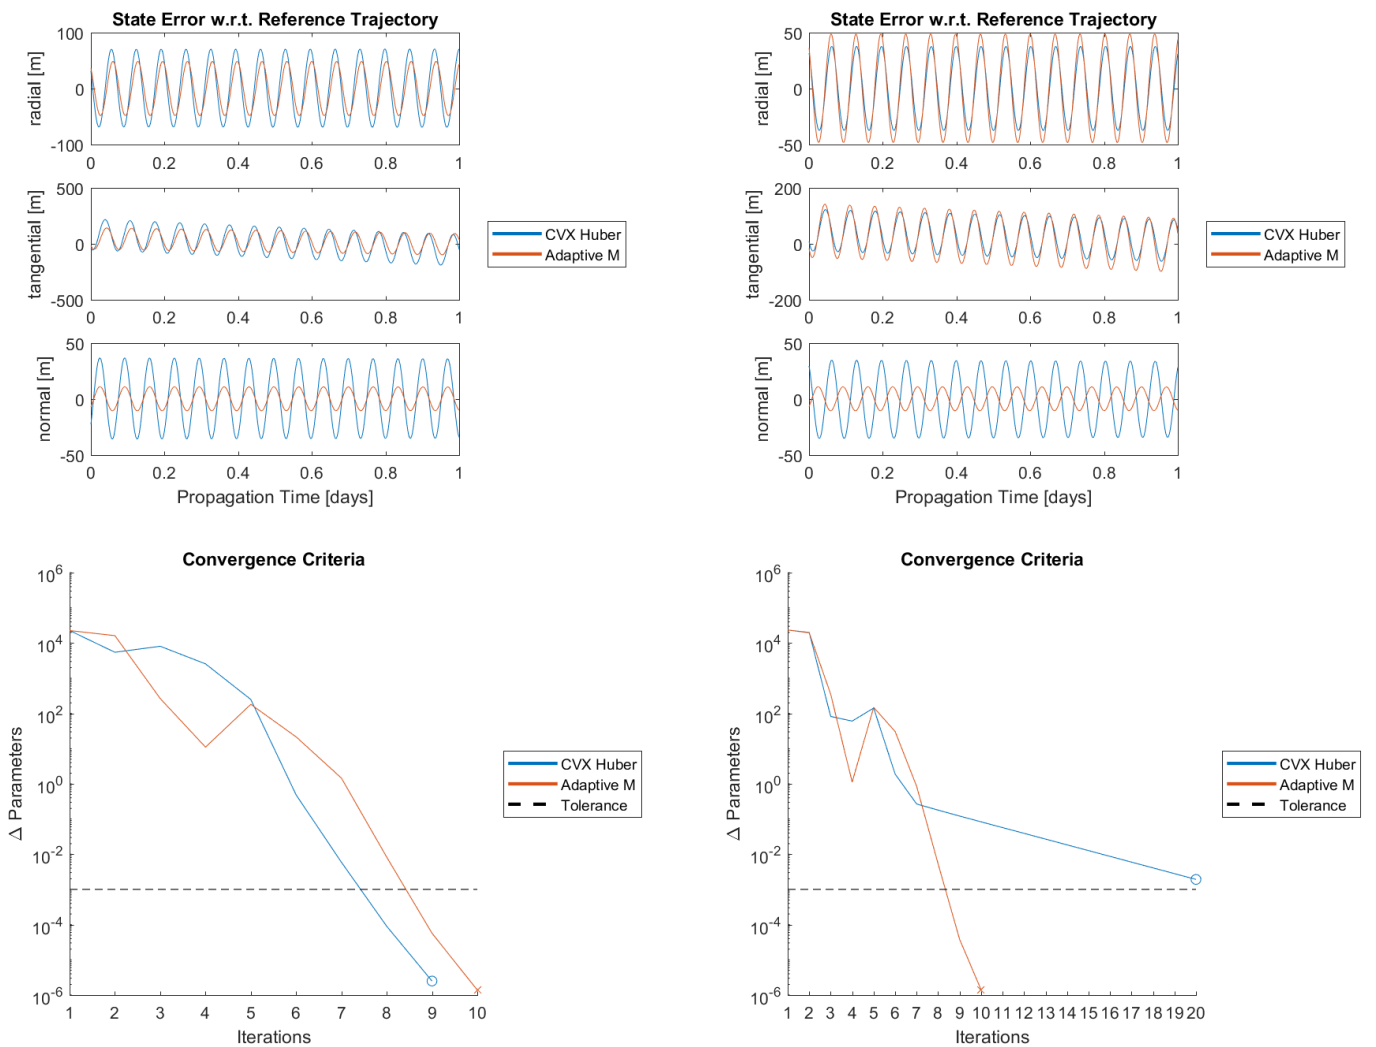 State Error w.r.t. Reference Trajectory
100
0
-100
radial [m]
0 0.2 0.4 0.6 0.8 1
500
0
-500
tangential [m]
0 0.2 0.4 0.6 0.8 1
50
0
-50
normal [m]
0 0.2 0.4 0.6 0.8 1
Propagation Time [days]
CVX Huber
Adaptive M
State Error w.r.t. Reference Trajectory
50
0
-50
radial [m]
0 0.2 0.4 0.6 0.8 1
200
0
-200
tangential [m]
0 0.2 0.4 0.6 0.8 1
50
0
-50
normal [m]
0 0.2 0.4 0.6 0.8 1
Propagation Time [days]
CVX Huber
Adaptive M
Convergence Criteria
10^6
10^4
10^2
10^0
10^-2
10^-4
10^-6
Δ Parameters
1 2 3 4 5 6 7 8 9 10
Iterations
CVX Huber
Adaptive M
Tolerance
Convergence Criteria
10^6
10^4
10^2
10^0
10^-2
10^-4
10^-6
Δ Parameters
1 2 3 4 5 6 7 8 9 10 11 12 13 14 15 16 17 18 19 20
Iterations
CVX Huber
Adaptive M
Tolerance